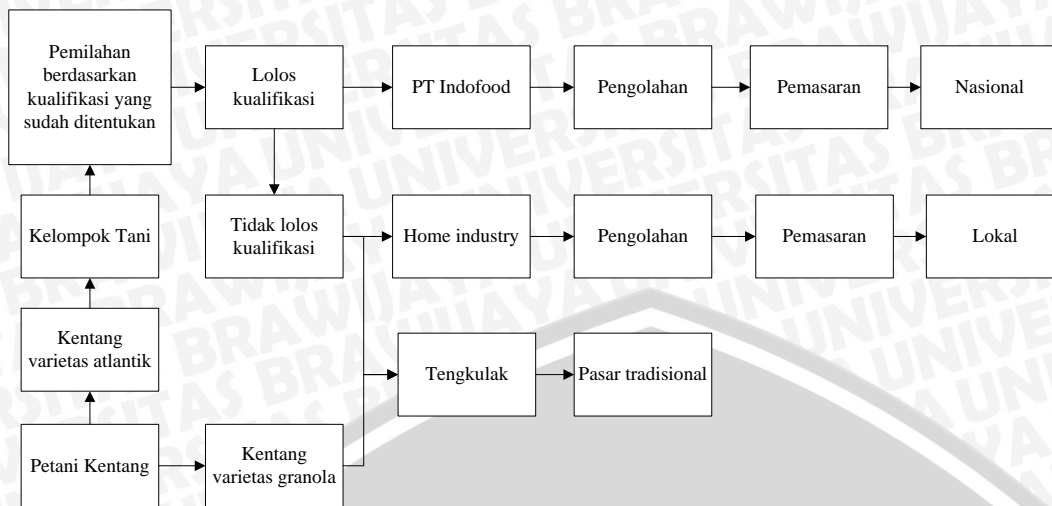 Pemilahan
berdasarkan
kualifikasi yang
sudah ditentukan
Lolos
kualifikasi
PT Indofood
Pengolahan
Pemasaran
Nasional
Kelompok Tani
Tidak lolos
kualifikasi
Home industry
Pengolahan
Pemasaran
Lokal
Kentang
varietas atlantik
Tengkulak
Pasar tradisional
Petani Kentang
Kentang
varietas granola